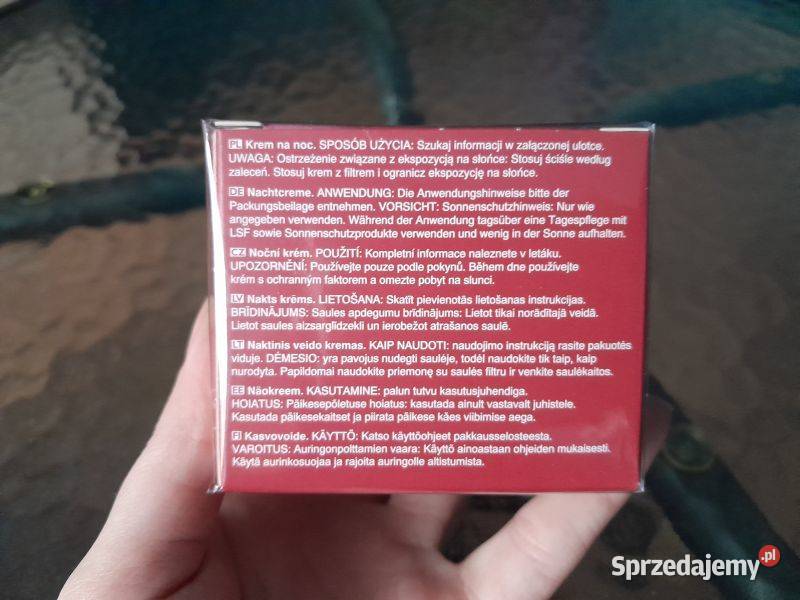 PL Krem na noc. SPOSÓB UŻYCIA: Szukaj informacji w załączonej ulotce.
UWAGA: Ostrzeżenie związane z ekspozycją na słońce: Stosuj ściśle według
zaleceń. Stosuj krem z filtrem i ogranicz ekspozycję na słońce.
DE Nachtcreme. ANWENDUNG: Die Anwendungshinweise bitte der
Packungsbeilage entnehmen. VORSICHT: Sonnenschutzhinweis: Nur wie
angegeben verwenden. Während der Anwendung tagsüber eine Tagespflege mit
LSF sowie Sonnenschutzprodukte verwenden und wenig in der Sonne aufhalten.
CZ Noční krém. POUŽITÍ: Kompletní informace naleznete v letáku.
UPOZORNĚNÍ: Používejte pouze podle pokynů. Během dne používejte
krém s ochranným faktorem a omezte pobyt na slunci.
LV Nakts krēms. LIETOŠANA: Skatīt pievienotās lietošanas instrukcijas.
BRĪDINĀJUMS: Saules apdegumu brīdinājums: Lietot tikai norādītajā veidā.
Lietot saules aizsarglīdzekli un ierobežot atrašanos saulē.
LT Naktinis veido kremas. KAIP NAUDOTI: naudojimo instrukciją rasite pakuotės
viduje. DĖMESIO: yra pavojus nudegti saulėje, todėl naudokite tik taip, kaip
nurodyta. Papildomai naudokite priemonę su saulės filtru ir venkite saulėkaitos.
EE Näokreem. KASUTAMINE: palun tutvu kasutusjuhendiga.
HOIATUS: Päikesepõletuse hoiatus: kasutada ainult vastavalt juhistele.
Kasutada päikesekaitset ja piirata päikese käes viibimise aega.
FI Kasvovoide. KÄYTTÖ: Katso käyttöohjeet pakkausselosteesta.
VAROITUS: Auringonpolttamien vaara: Käyttö ainoastaan ohjeiden mukaisesti.
Käytä aurinkosuojaa ja rajoita auringolle altistumista.
Sprzedajemy.pl